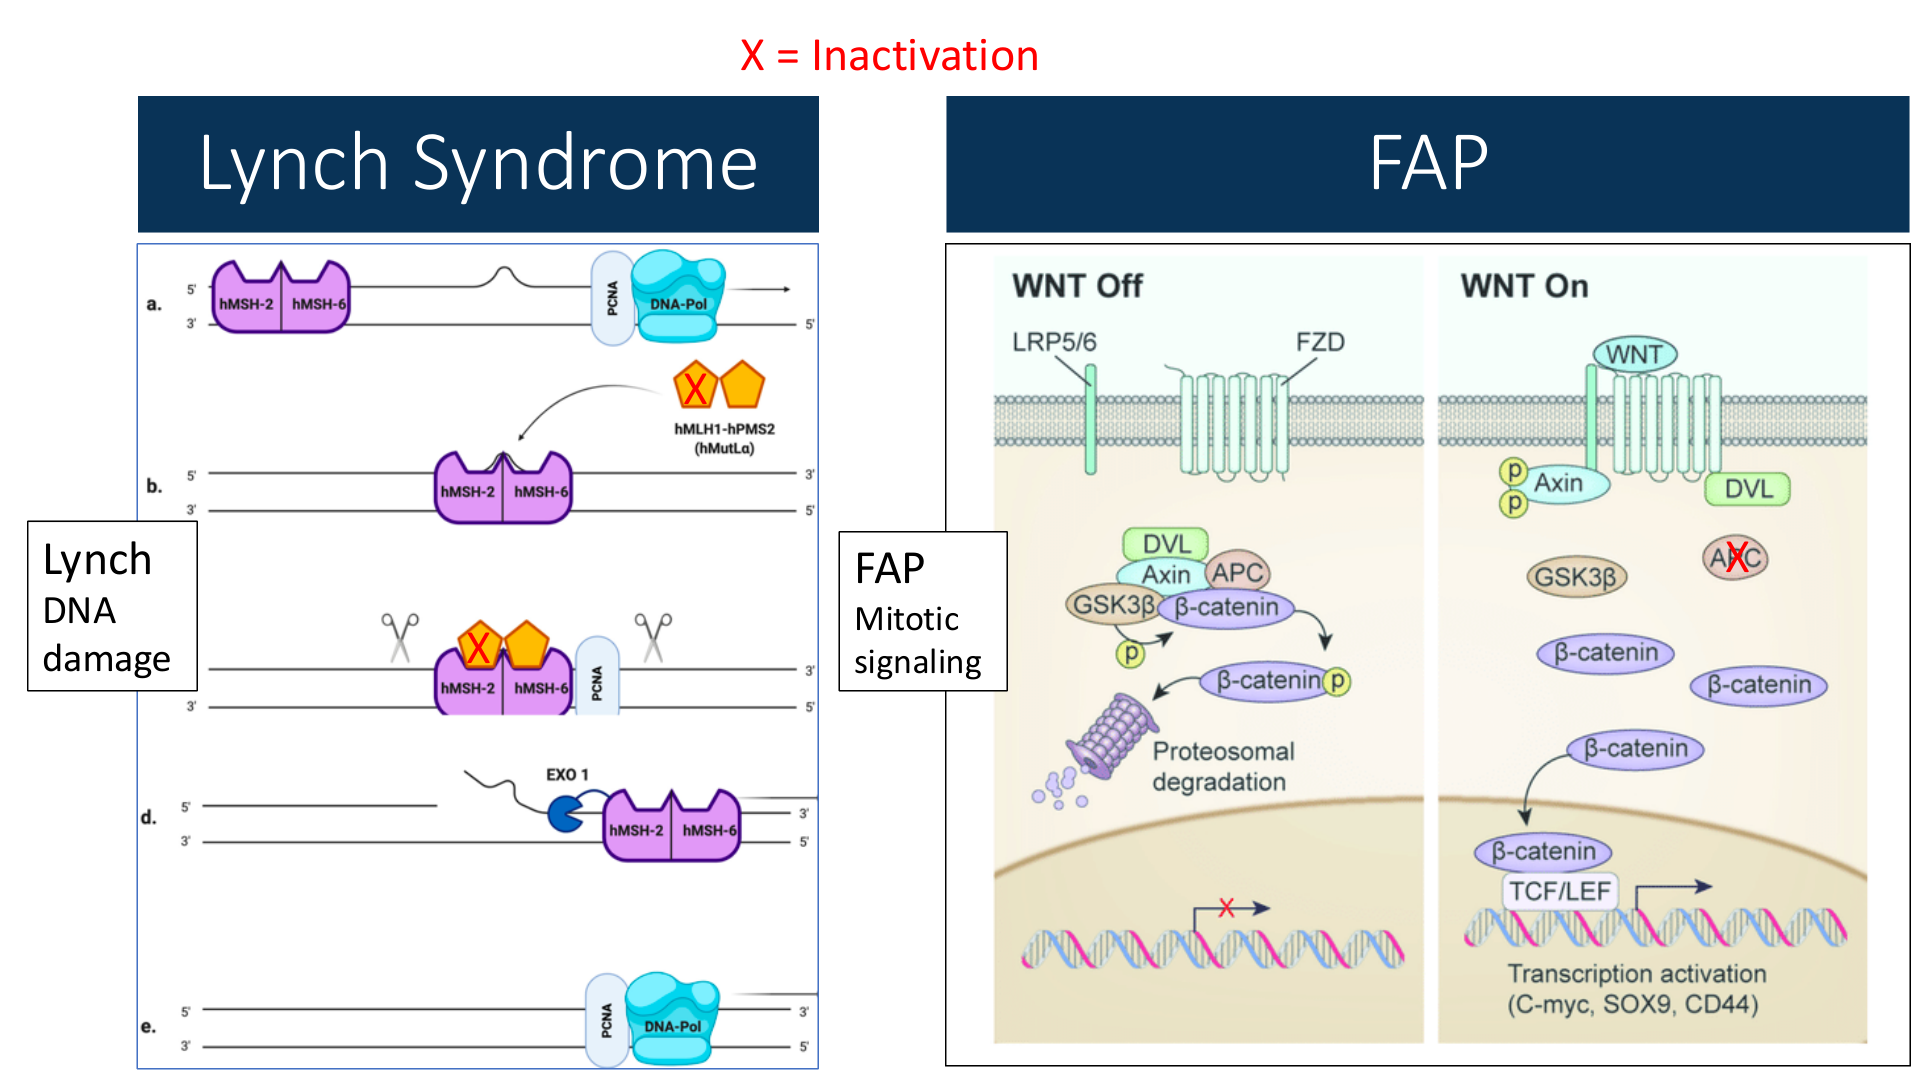 X = Inactivation
Lynch Syndrome
a.
5'
3'
hMSH-2
hMSH-6
PCNA
DNA-Pol
5'
X
hMLH1-hPMS2
(hMutLα)
b.
5'
3'
hMSH-2
hMSH-6
3'
5'
Lynch
DNA
damage
X
hMSH-2
hMSH-6
PCNA
3'
3'
5'
d.
5'
3'
EXO 1
hMSH-2
hMSH-6
3'
5'
e.
5'
3'
PCNA
DNA-Pol
3'
5'
FAP
FAP
Mitotic
signaling
WNT Off
LRP5/6
FZD
DVL
Axin
APC
GSK3β
β-catenin
p
β-catenin
p
Proteosomal
degradation
X
WNT On
WNT
p
p
Axin
DVL
APC
X
GSK3β
β-catenin
β-catenin
β-catenin
β-catenin
TCF/LEF
Transcription activation
(C-myc, SOX9, CD44)